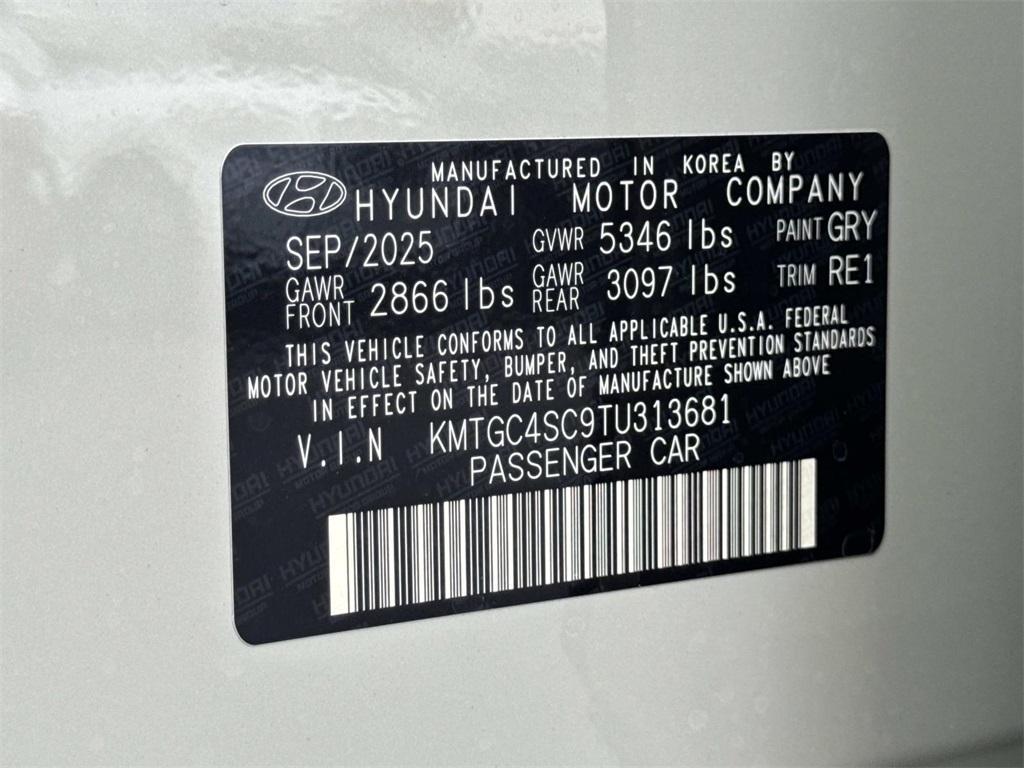 MANUFACTURED IN KOREA BY
HYUNDAI MOTOR COMPANY
SEP/2025 GVWR 5346 lbs PAINT GRY
GAWR FRONT 2866 lbs GAWR REAR 3097 lbs TRIM RE1
THIS VEHICLE CONFORMS TO ALL APPLICABLE U.S.A. FEDERAL
MOTOR VEHICLE SAFETY, BUMPER, AND THEFT PREVENTION STANDARDS
IN EFFECT ON THE DATE OF MANUFACTURE SHOWN ABOVE
V.I.N KMTGC4SC9TU313681
PASSENGER CAR